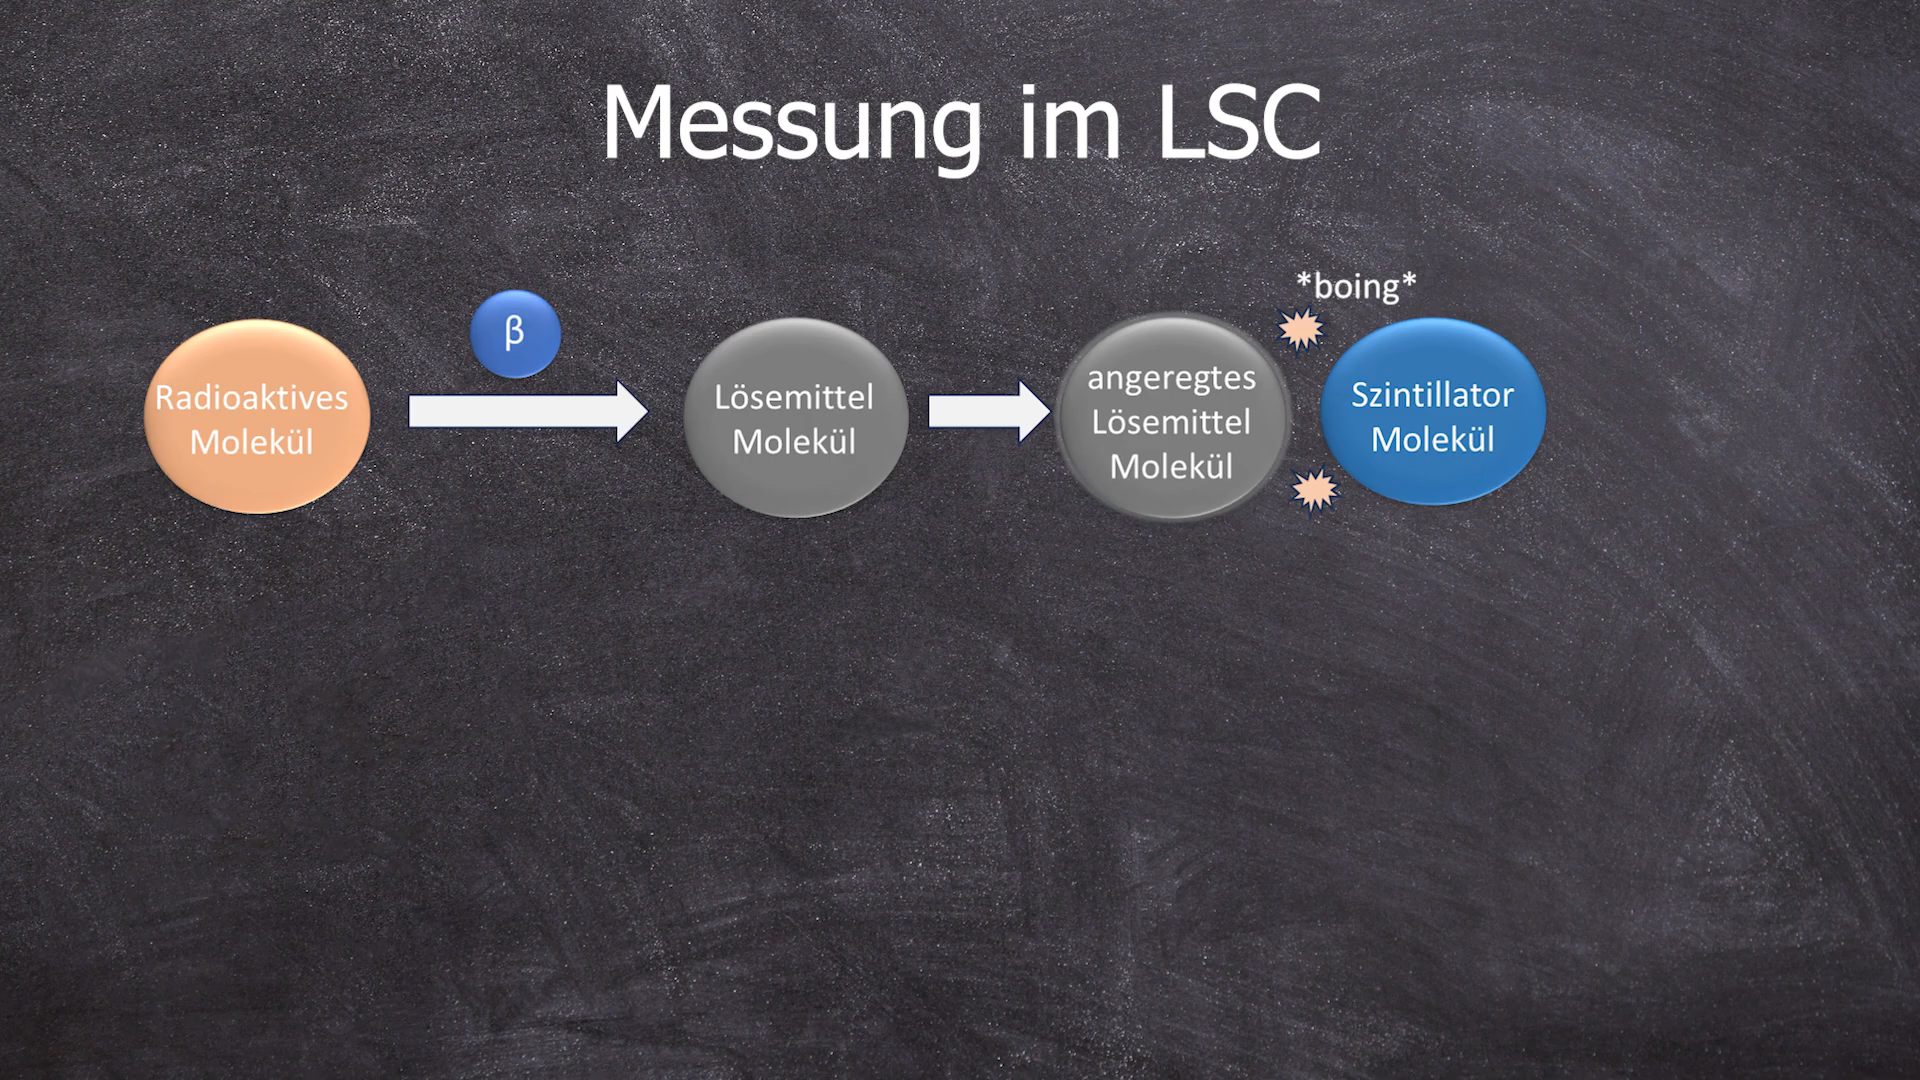 Messung im LSC
*boing*
β
Radioaktives
Molekül
Lösemittel
Molekül
angeregtes
Lösemittel
Molekül
Szintillator
Molekül